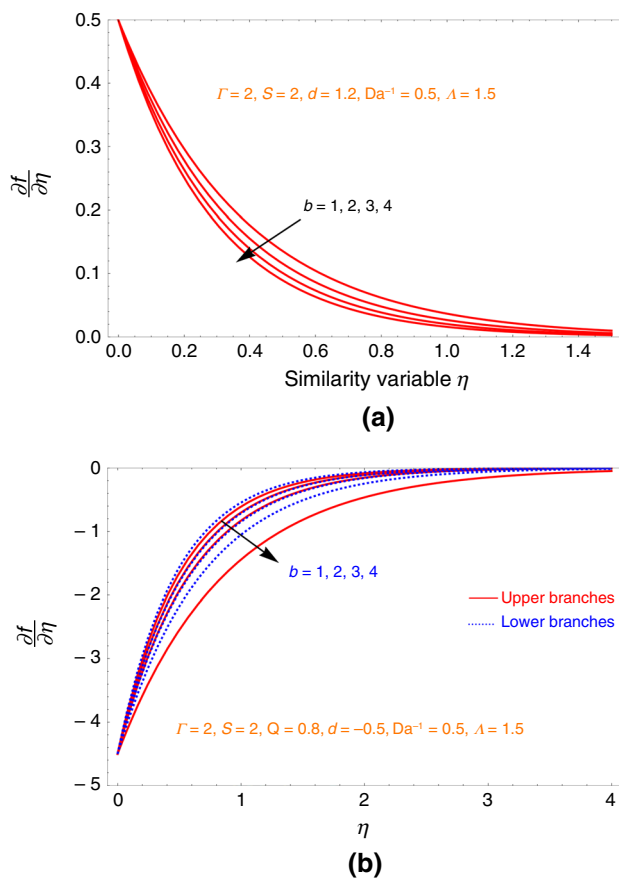 0.5
0.4
0.3
0.2
0.1
0.0
∂f/∂η
Γ = 2, S = 2, d = 1.2, Da⁻¹ = 0.5, Λ = 1.5
b = 1, 2, 3, 4
0.0 0.2 0.4 0.6 0.8 1.0 1.2 1.4
Similarity variable η
(a)
0
−1
−2
−3
−4
−5
∂f/∂η
b = 1, 2, 3, 4
Upper branches
Lower branches
Γ = 2, S = 2, Q = 0.8, d = −0.5, Da⁻¹ = 0.5, Λ = 1.5
0 1 2 3 4
η
(b)